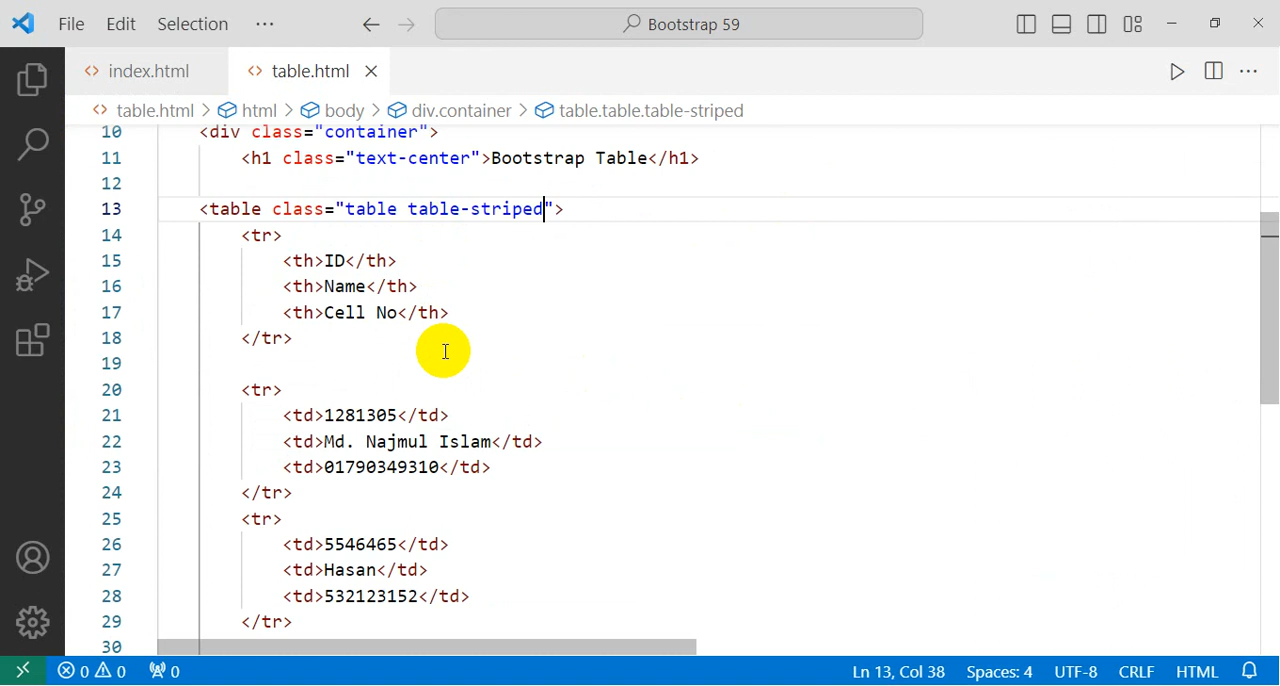 File Edit Selection ··· Bootstrap 59
index.html table.html
table.html > html > body > div.container > table.table.table-striped
10 <div class="container">
11 <h1 class="text-center">Bootstrap Table</h1>
12
13 <table class="table table-striped">
14 <tr>
15 <th>ID</th>
16 <th>Name</th>
17 <th>Cell No</th>
18 </tr>
19
20 <tr>
21 <td>1281305</td>
22 <td>Md. Najmul Islam</td>
23 <td>01790349310</td>
24 </tr>
25 <tr>
26 <td>5546465</td>
27 <td>Hasan</td>
28 <td>532123152</td>
29 </tr>
30
0 0 0 Ln 13, Col 38 Spaces: 4 UTF-8 CRLF HTML